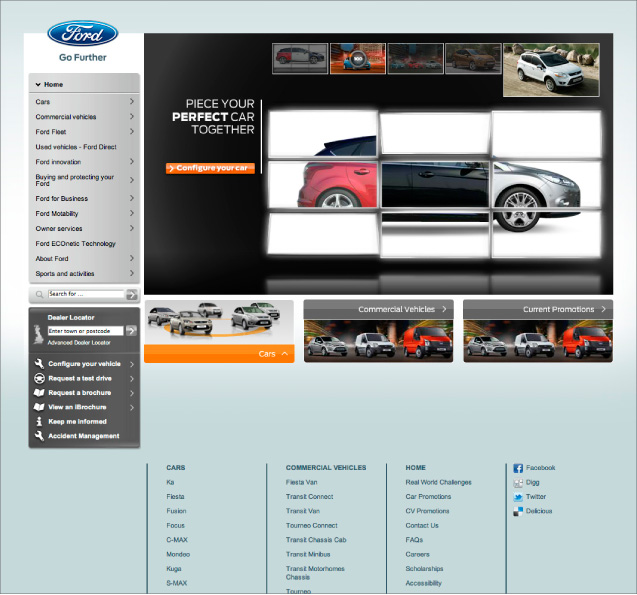 Ford
Go Further
Home
Cars
Commercial vehicles
Ford Fleet
Used vehicles - Ford Direct
Ford innovation
Buying and protecting your
Ford
Ford for Business
Ford Motability
Owner services
Ford ECOnetic Technology
About Ford
Sports and activities
Search for ...
Dealer Locator
Enter town or postcode
Advanced Dealer Locator
Configure your vehicle
Request a test drive
Request a brochure
View an iBrochure
Keep me informed
Accident Management
PIECE YOUR
PERFECT CAR
TOGETHER
Configure your car
Cars
Commercial Vehicles
Current Promotions
CARS
Ka
Fiesta
Fusion
Focus
C-MAX
Mondeo
Kuga
S-MAX
COMMERCIAL VEHICLES
Fiesta Van
Transit Connect
Transit Van
Tourneo Connect
Transit Chassis Cab
Transit Minibus
Transit Motorhomes
Chassis
Tourneo
HOME
Real World Challenges
Car Promotions
CV Promotions
Contact Us
FAQs
Careers
Scholarships
Accessibility
Facebook
Digg
Twitter
Delicious